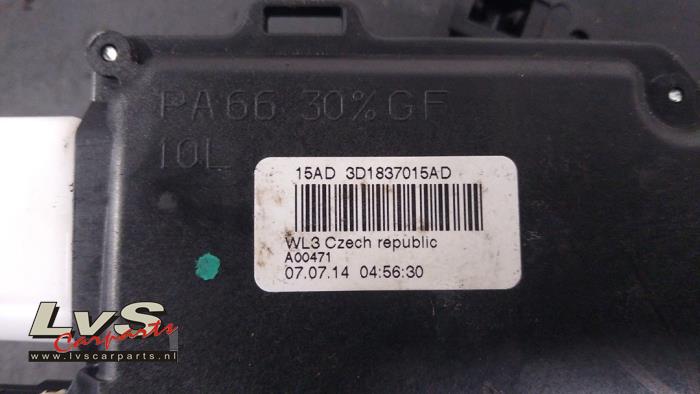 PA66 30%GF
10L
15AD 3D1837015AD
WL3 Czech republic
A00471
07.07.14 04:56:30
LvS
Carparts
www.lvscarparts.nl